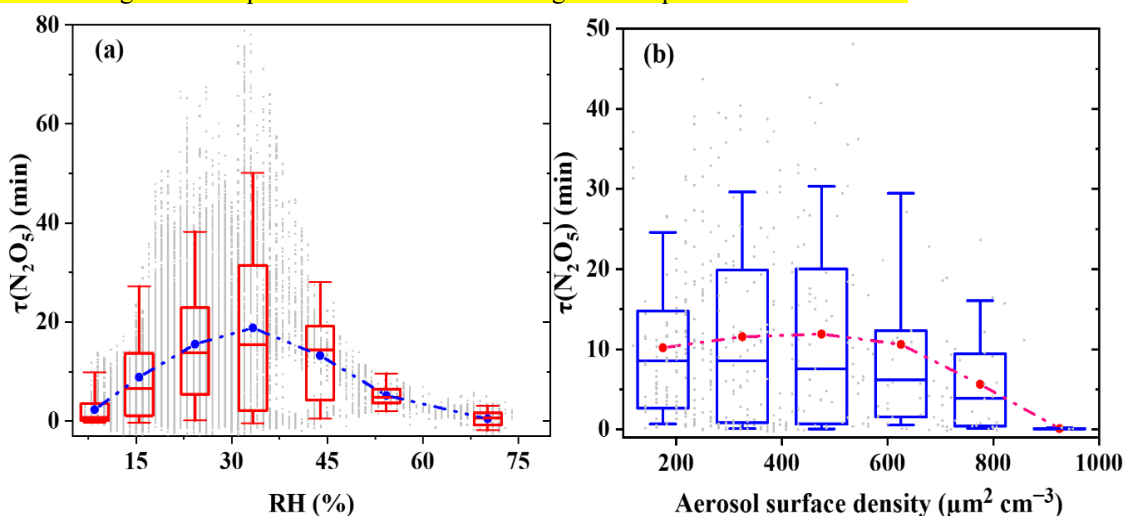 80
60
40
20
0
τ(N₂O₅) (min)
(a)
15 30 45 60 75
RH (%)
50
40
30
20
10
0
τ(N₂O₅) (min)
(b)
200 400 600 800 1000
Aerosol surface density (μm² cm⁻³)